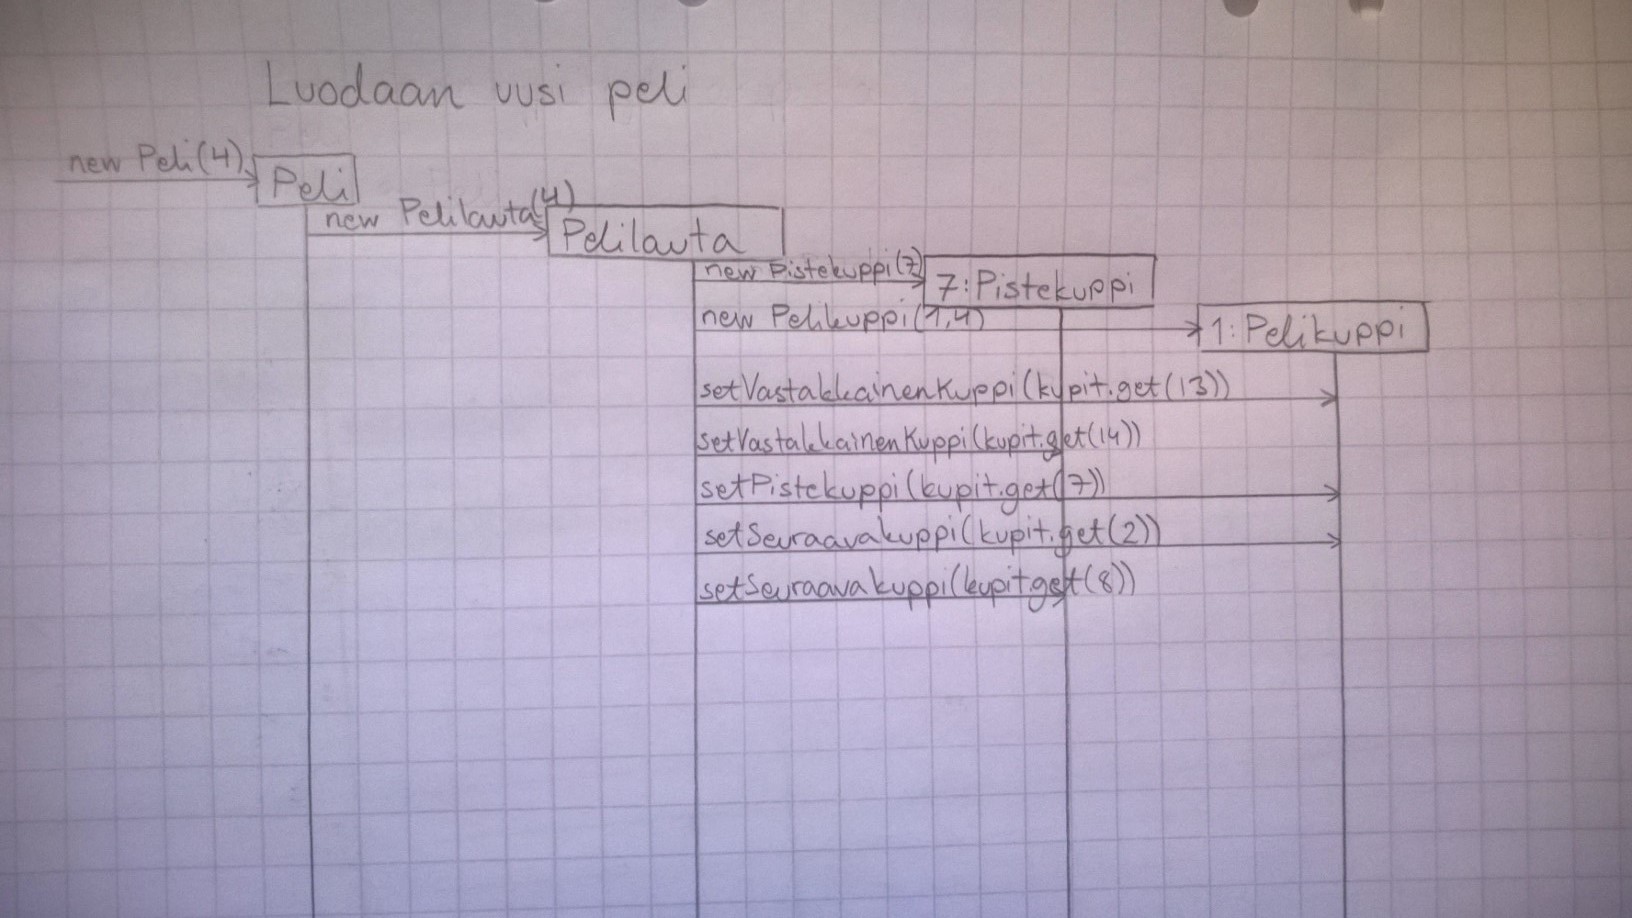 Luodaan uusi peli
new Peli(4)
Peli
new Pelilauta(4)
Pelilauta
new Pistekuppi(7)
7:Pistekuppi
new Pelikuppi(1,4)
1:Pelikuppi
setVastakkainenKuppi(kupit.get(13))
setVastakkainenKuppi(kupit.get(14))
setPistekuppi(kupit.get(7))
setSeuraavakuppi(kupit.get(2))
setSeuraavakuppi(kupit.get(8))